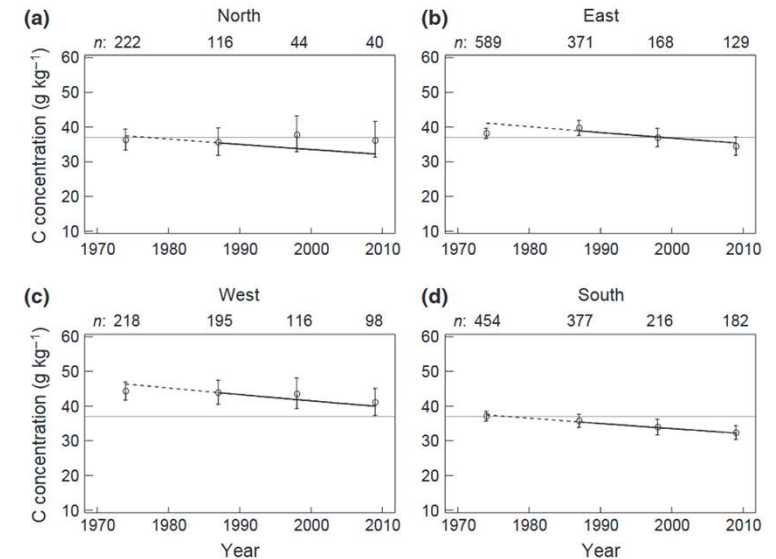 (a) North
n: 222 116 44 40
C concentration (g kg⁻¹)
60
50
40
30
20
10
1970 1980 1990 2000 2010
(b) East
n: 589 371 168 129
60
50
40
30
20
10
1970 1980 1990 2000 2010
(c) West
n: 218 195 116 98
C concentration (g kg⁻¹)
60
50
40
30
20
10
1970 1980 1990 2000 2010
Year
(d) South
n: 454 377 216 182
60
50
40
30
20
10
1970 1980 1990 2000 2010
Year